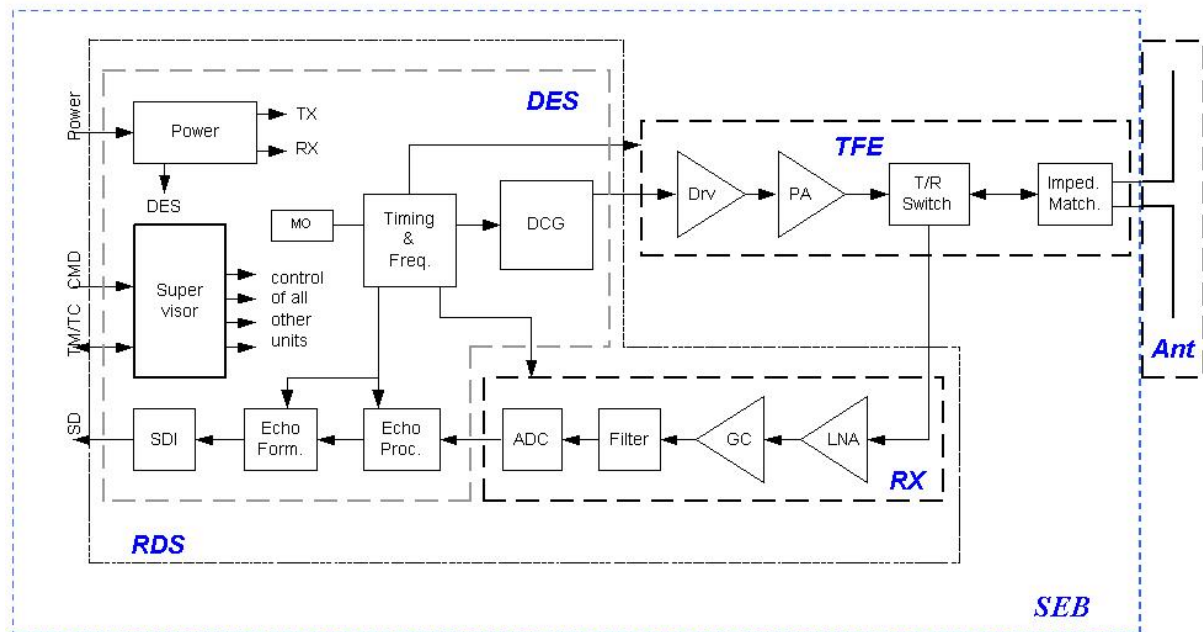 DES
Power
Power
TX
RX
DES
TFE
Drv
PA
T/R
Switch
Imped.
Match.
MO
Timing
&
Freq.
DCG
CMD
TM/TC
Super
visor
control
of all
other
units
Ant
SD
SDI
Echo
Form.
Echo
Proc.
ADC
Filter
GC
LNA
RX
RDS
SEB